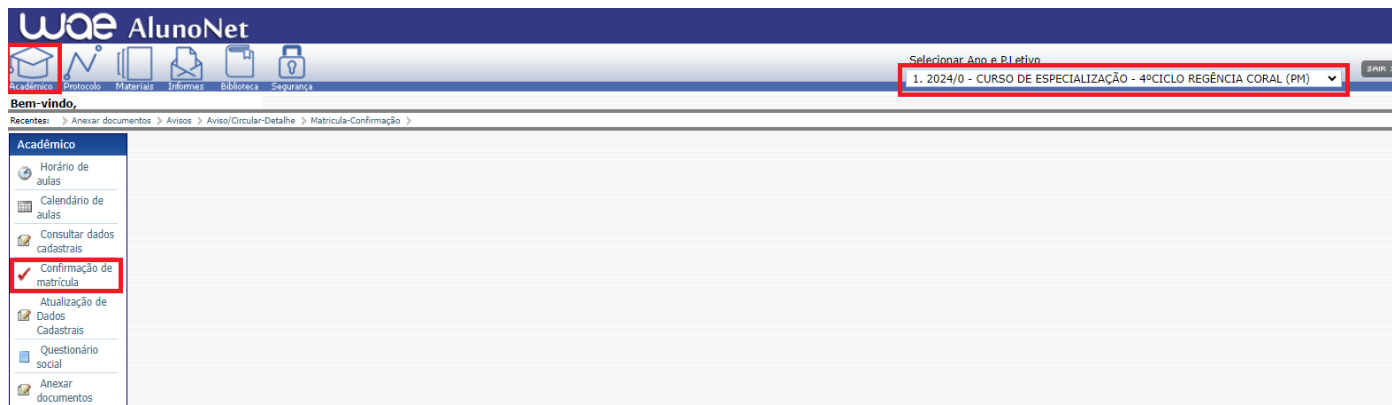 wae AlunoNet
Acadêmico Protocolo Materiais Informes Biblioteca Segurança
Selecionar Ano e P.Letivo
1. 2024/0 - CURSO DE ESPECIALIZAÇÃO - 4ºCICLO REGÊNCIA CORAL (PM)
SAIR
Bem-vindo,
Recentes: > Anexar documentos > Avisos > Aviso/Circular-Detalhe > Matricula-Confirmação >
Acadêmico
Horário de
aulas
Calendário de
aulas
Consultar dados
cadastrais
Confirmação de
matrícula
Atualização de
Dados
Cadastrais
Questionário
social
Anexar
documentos